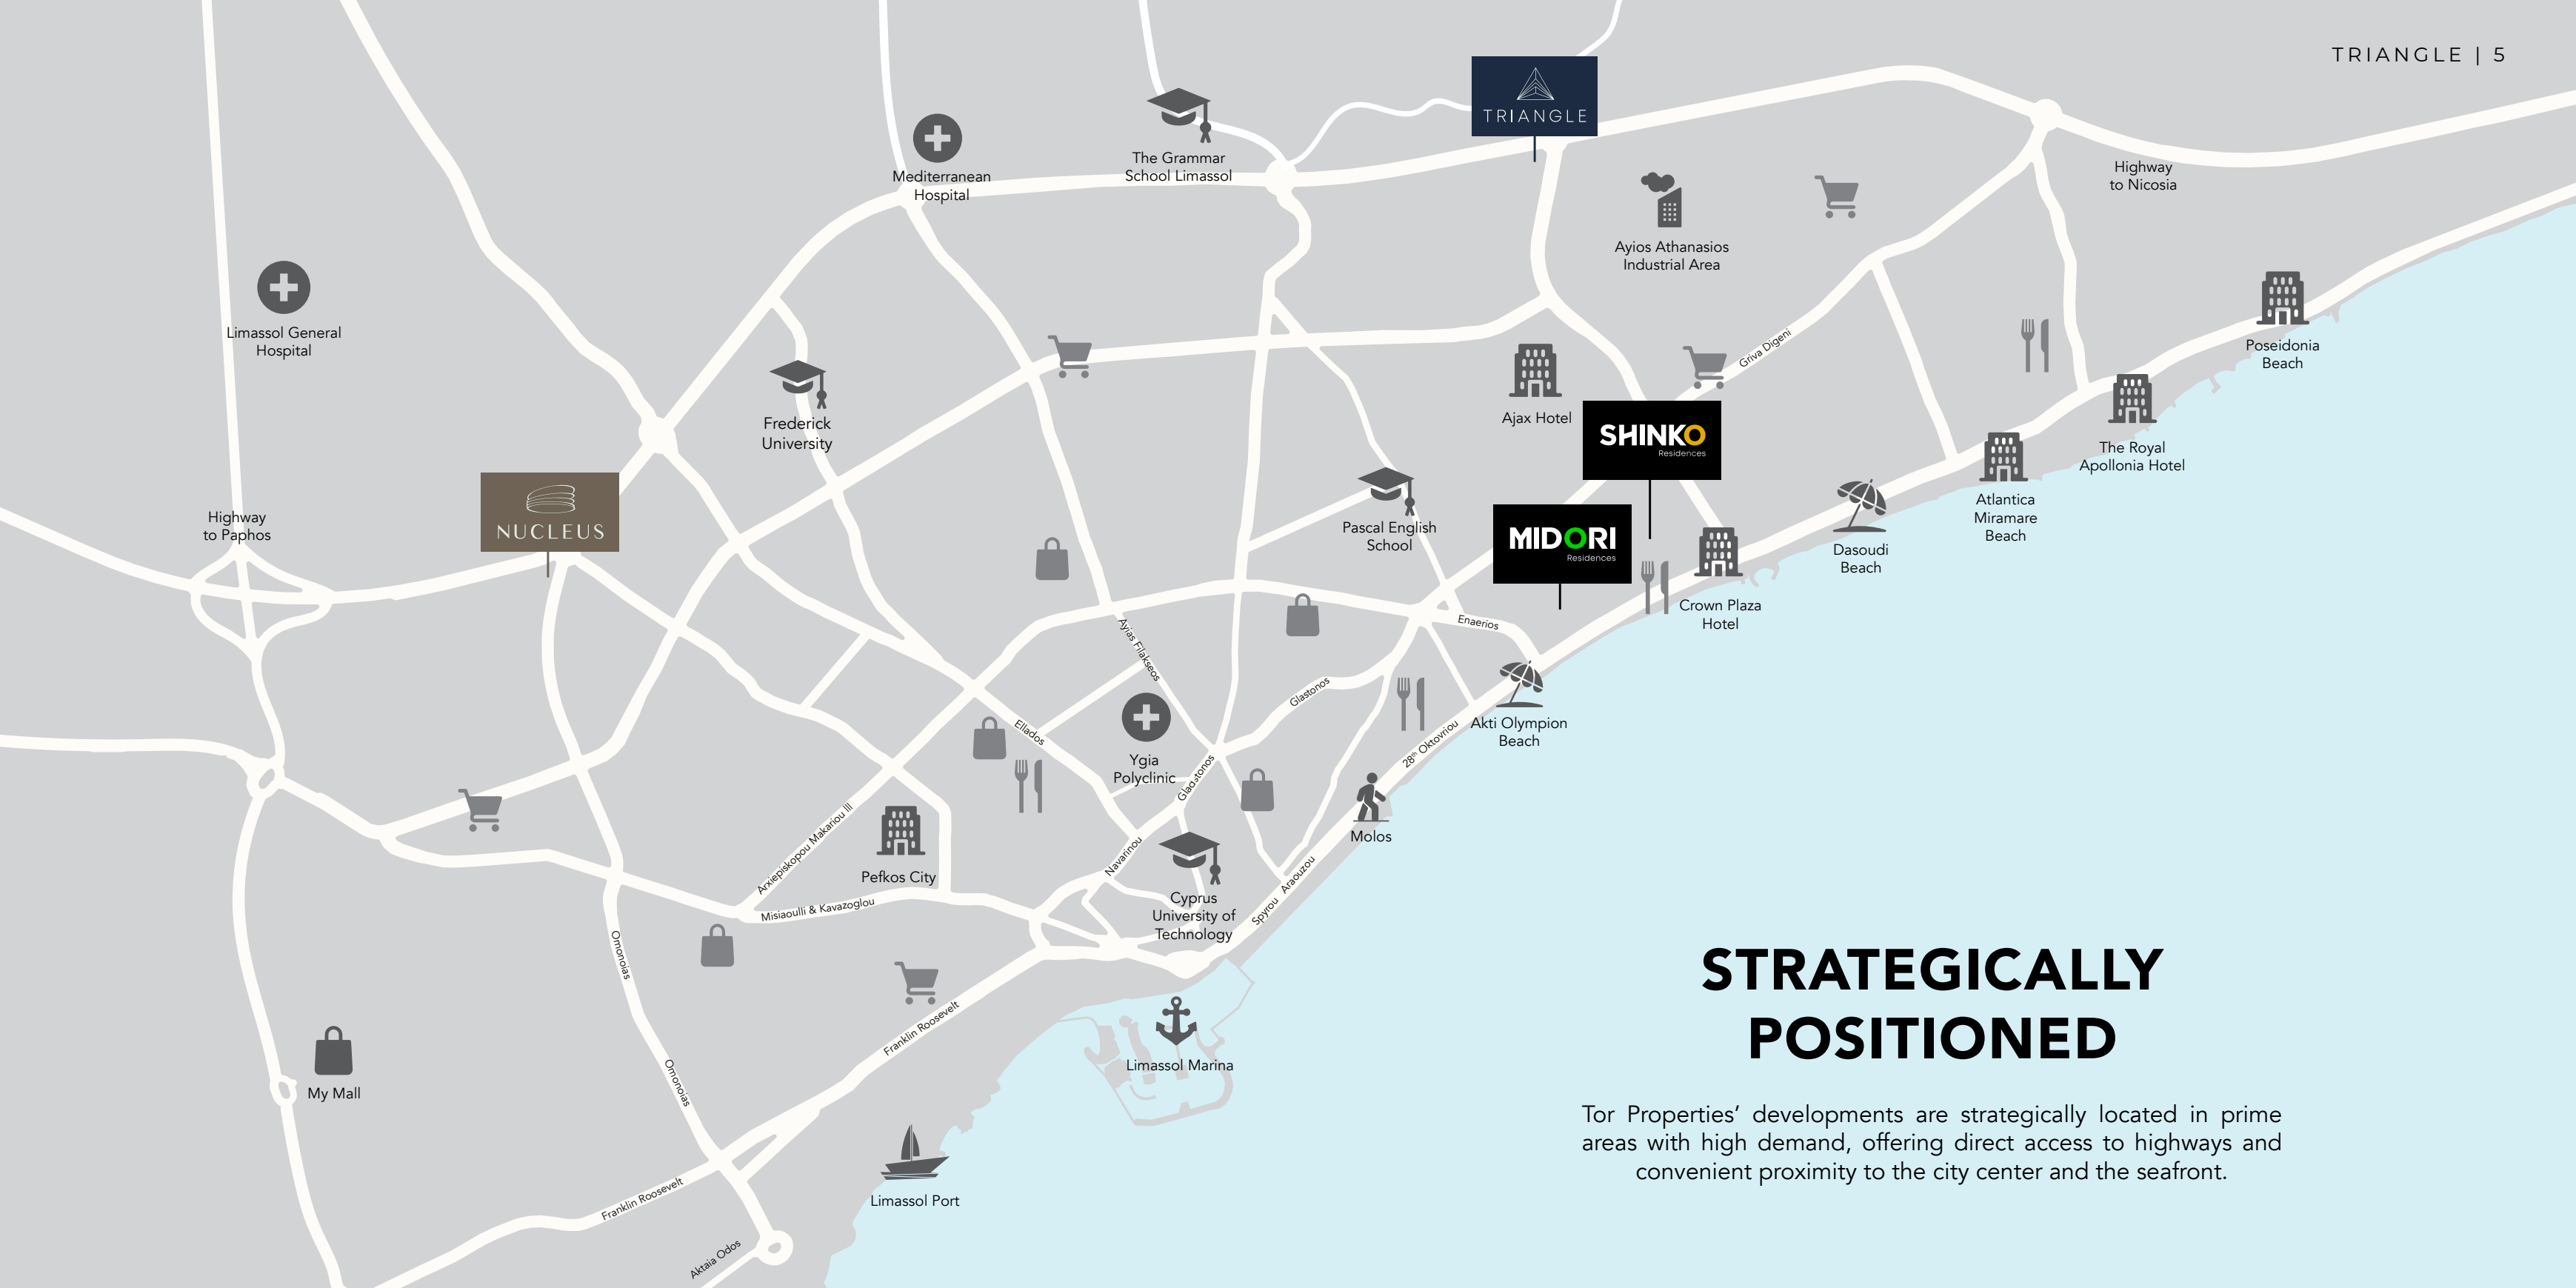 TRIANGLE | 5
TRIANGLE
The Grammar
School Limassol
Mediterranean
Hospital
Highway
to Nicosia
Ayios Athanasios
Industrial Area
Limassol General
Hospital
Poseidonia
Beach
Griva Digeni
Ajax Hotel
Frederick
University
SHINKO
Residences
The Royal
Apollonia Hotel
Atlantica
Miramare
Beach
Pascal English
School
Highway
to Paphos
NUCLEUS
MIDORI
Residences
Dasoudi
Beach
Crown Plaza
Hotel
Enaerios
Ayias Filakseos
Glastonos
Akti Olympion
Beach
28th Oktovriou
Ellados
Ygia
Polyclinic
Gladstonos
Molos
Arxiepiskopou Makariou III
Navarinou
Pefkos City
Misiaoulli & Kavazoglou
Cyprus
University of
Technology
Spyrou Araouzou
Omonoias
Franklin Roosevelt
Limassol Marina
My Mall
Omonoias
Limassol Port
Franklin Roosevelt
Aktaia Odos
STRATEGICALLY
POSITIONED
Tor Properties’ developments are strategically located in prime
areas with high demand, offering direct access to highways and
convenient proximity to the city center and the seafront.